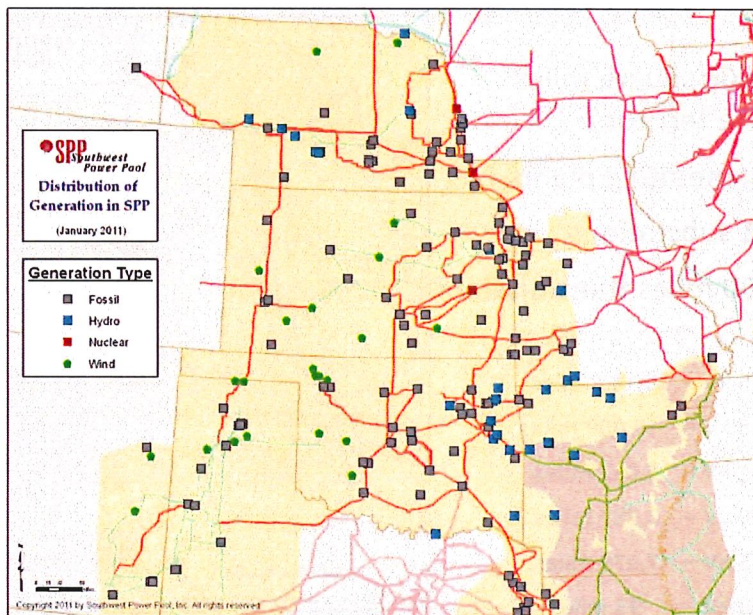 SPP
Southwest
Power Pool
Distribution of
Generation in SPP
(January 2011)
Generation Type
Fossil
Hydro
Nuclear
Wind
Copyright 2011 by Southwest Power Pool, Inc. All rights reserved.